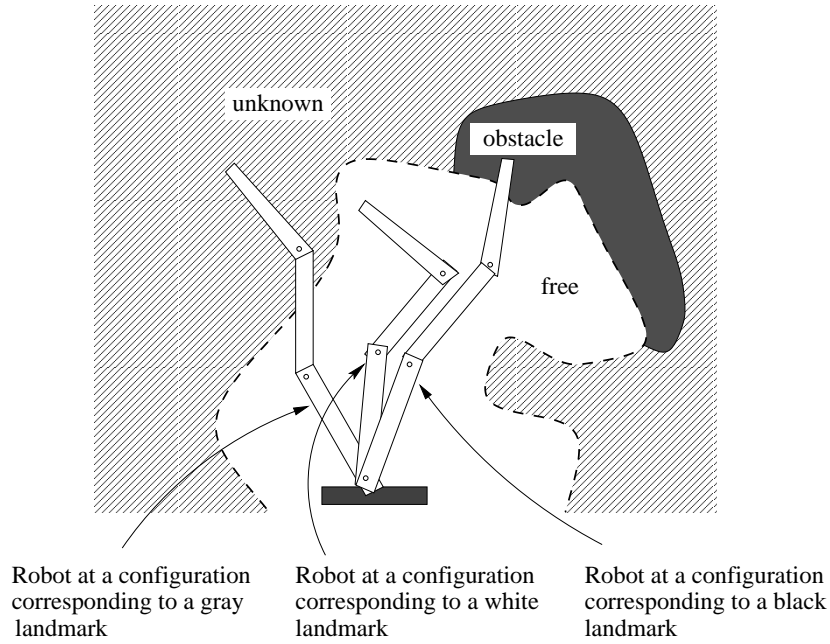 unknown
obstacle
free
Robot at a configuration
corresponding to a gray
landmark
Robot at a configuration
corresponding to a white
landmark
Robot at a configuration
corresponding to a black
landmark